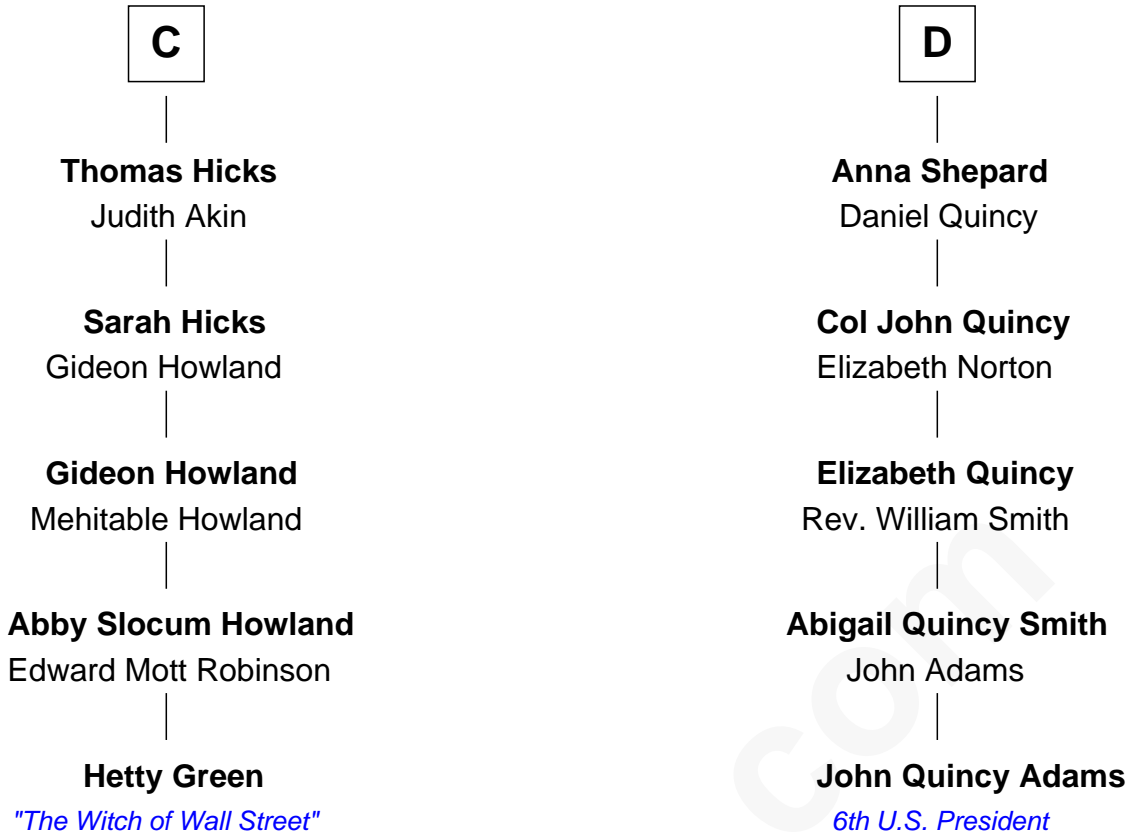 C
Thomas Hicks
Judith Akin
Sarah Hicks
Gideon Howland
Gideon Howland
Mehitable Howland
Abby Slocum Howland
Edward Mott Robinson
Hetty Green
"The Witch of Wall Street"
D
Anna Shepard
Daniel Quincy
Col John Quincy
Elizabeth Norton
Elizabeth Quincy
Rev. William Smith
Abigail Quincy Smith
John Adams
John Quincy Adams
6th U.S. President
com